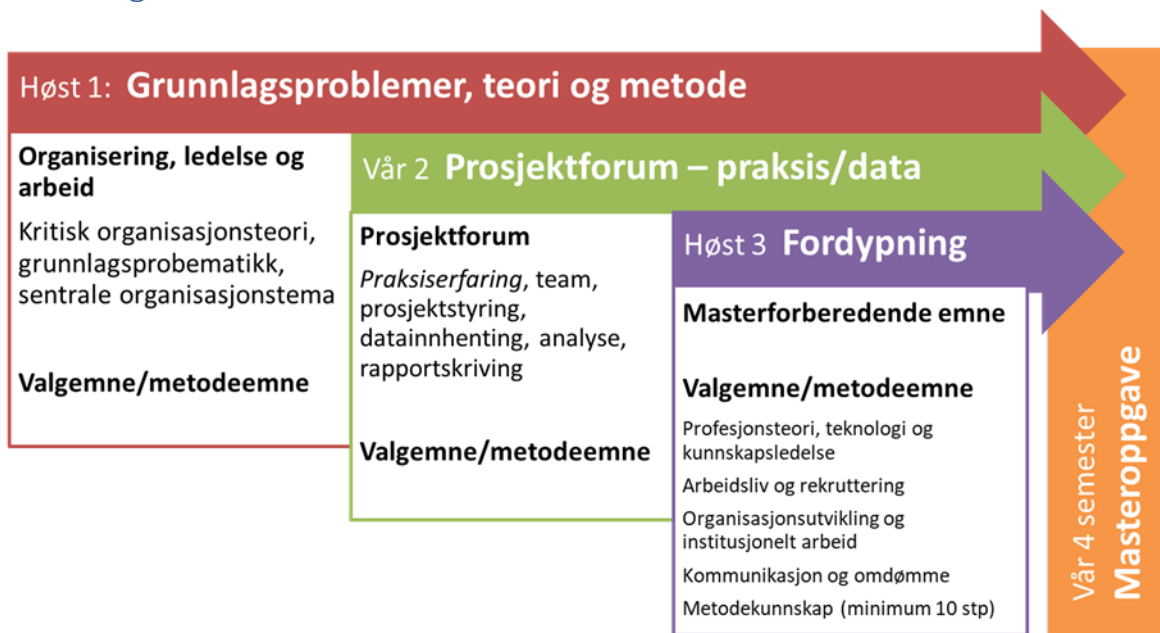 Høst 1: Grunnlagsproblemer, teori og metode
Organisering, ledelse og
arbeid
Kritisk organisasjonsteori,
grunnlagsprobematikk,
sentrale organisasjonstema
Valgemne/metodeemne
Vår 2 Prosjektforum – praksis/data
Prosjektforum
Praksiserfaring, team,
prosjektstyring,
datainnhenting, analyse,
rapportskriving
Valgemne/metodeemne
Høst 3 Fordypning
Masterforberedende emne
Valgemne/metodeemne
Profesjonsteori, teknologi og
kunnskapsledelse
Arbeidsliv og rekruttering
Organisasjonsutvikling og
institusjonelt arbeid
Kommunikasjon og omdømme
Metodekunnskap (minimum 10 stp)
Vår 4 semester
Masteroppgave